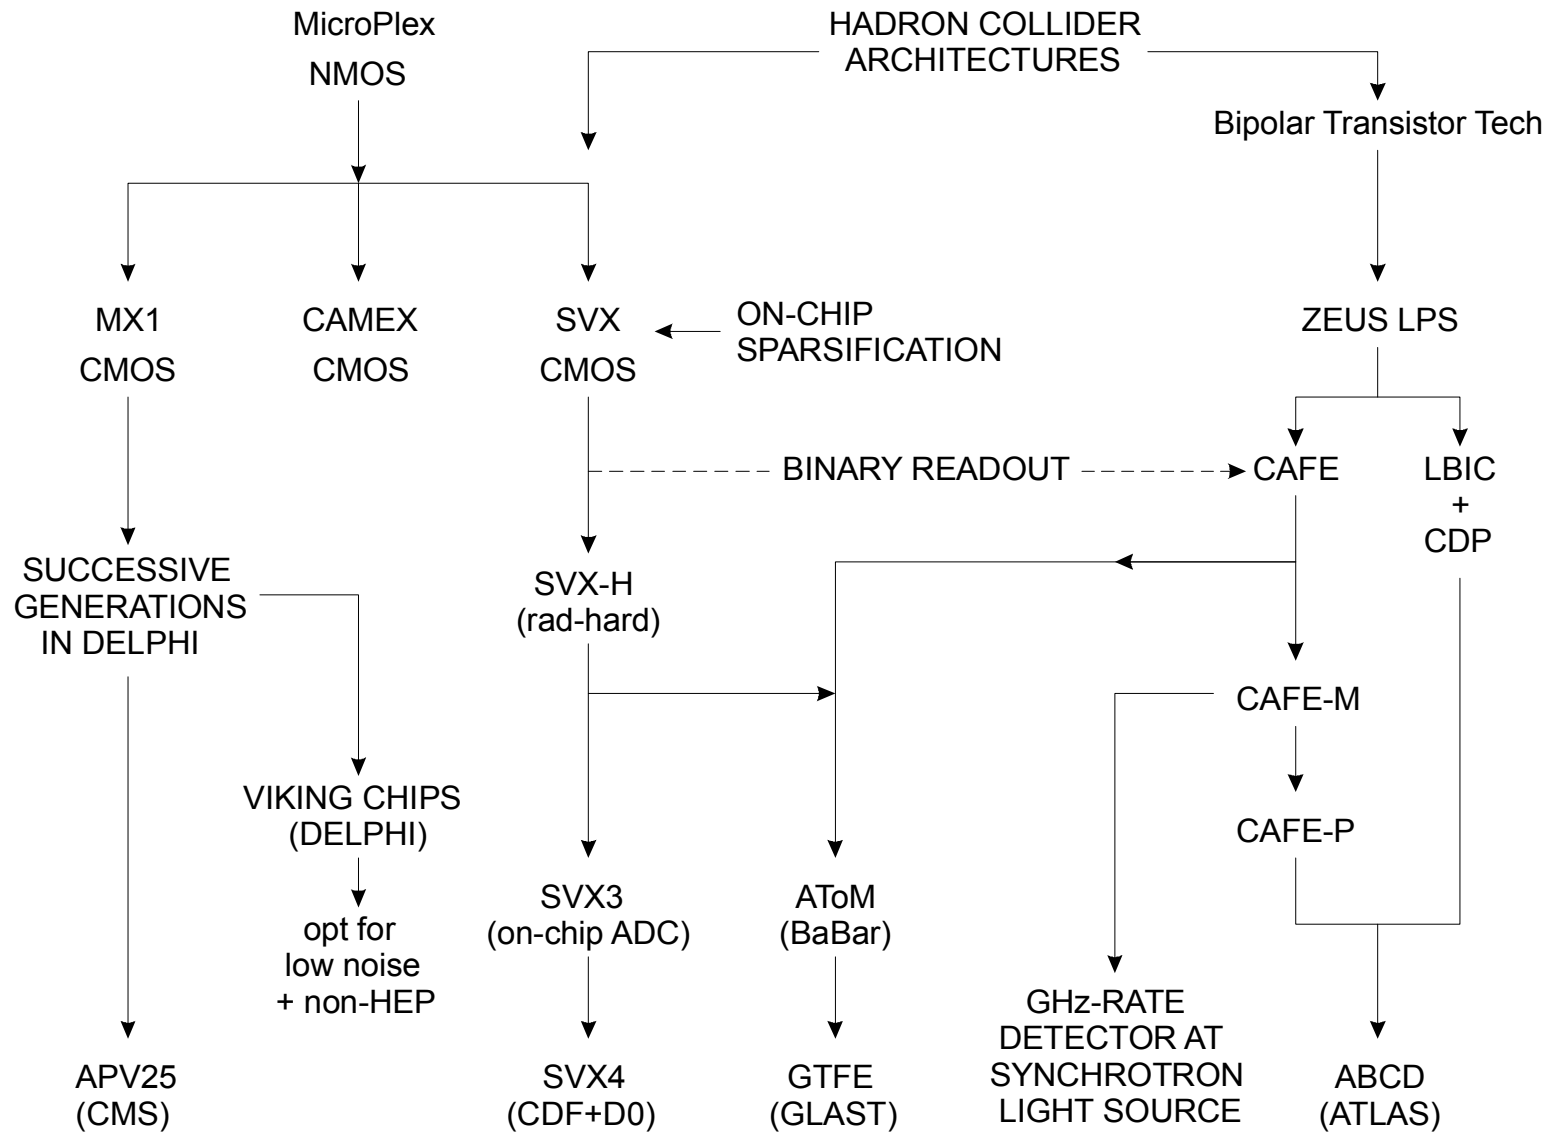 MicroPlex
NMOS
HADRON COLLIDER
ARCHITECTURES
Bipolar Transistor Tech
MX1
CMOS
CAMEX
CMOS
SVX
CMOS
ON-CHIP
SPARSIFICATION
ZEUS LPS
BINARY READOUT
CAFE
LBIC
+
CDP
SUCCESSIVE
GENERATIONS
IN DELPHI
SVX-H
(rad-hard)
CAFE-M
VIKING CHIPS
(DELPHI)
CAFE-P
opt for
low noise
+ non-HEP
SVX3
(on-chip ADC)
AToM
(BaBar)
GHz-RATE
DETECTOR AT
SYNCHROTRON
LIGHT SOURCE
APV25
(CMS)
SVX4
(CDF+D0)
GTFE
(GLAST)
ABCD
(ATLAS)